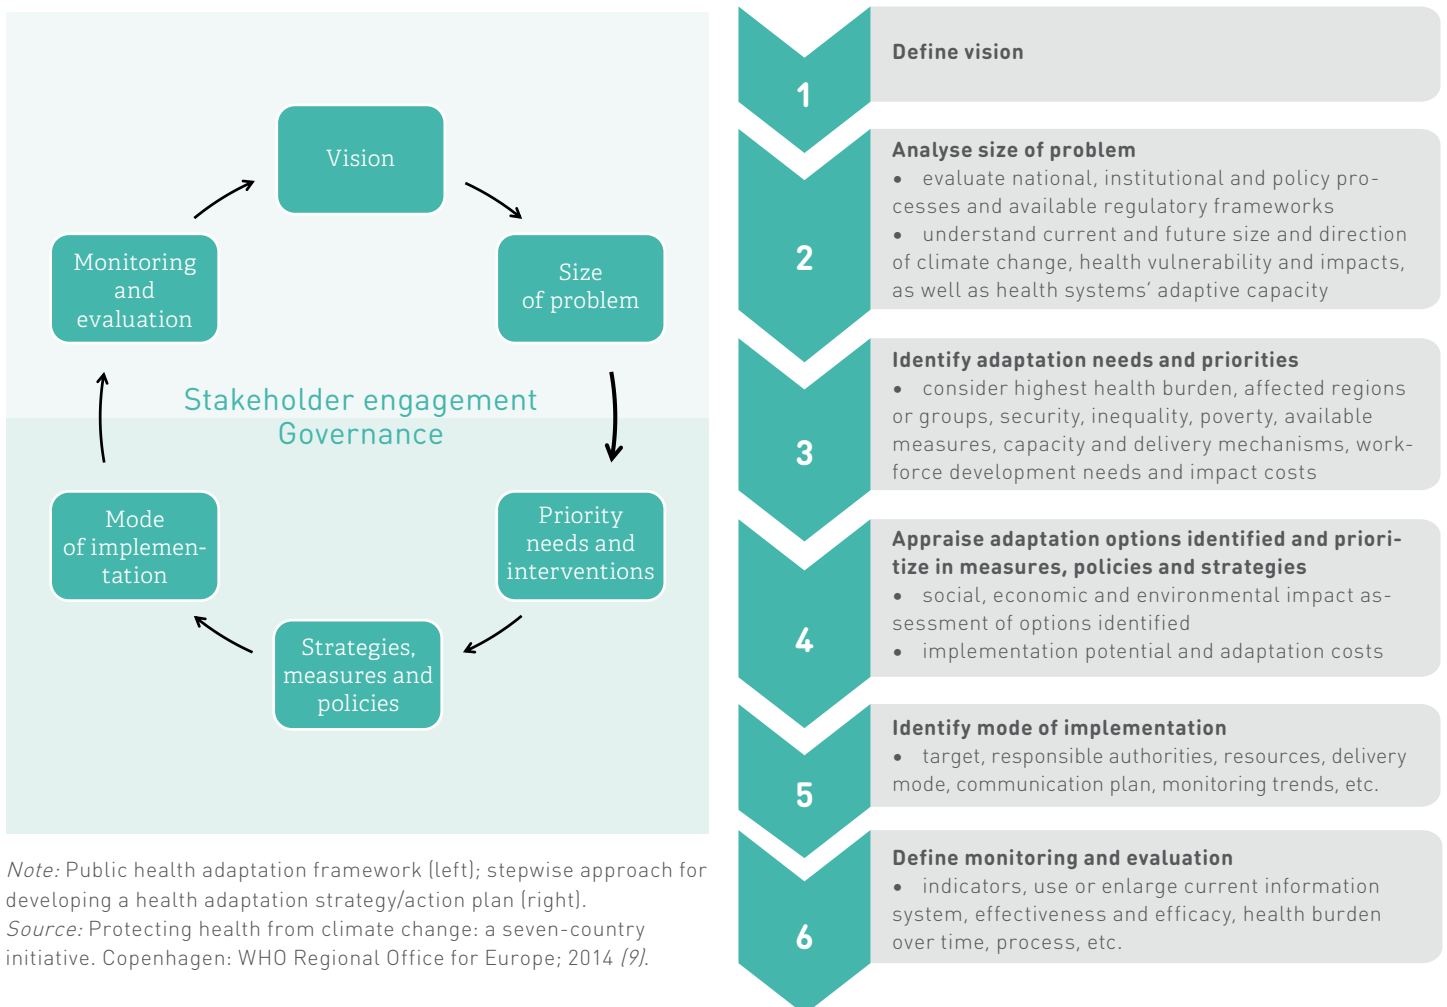 Vision
Size
of problem
Priority
needs and
interventions
Strategies,
measures and
policies
Mode
of implemen-
tation
Monitoring
and
evaluation
Stakeholder engagement
Governance
Note: Public health adaptation framework (left); stepwise approach for
developing a health adaptation strategy/action plan (right).
Source: Protecting health from climate change: a seven-country
initiative. Copenhagen: WHO Regional Office for Europe; 2014 (9).
1
Define vision
2
Analyse size of problem
• evaluate national, institutional and policy pro-
cesses and available regulatory frameworks
• understand current and future size and direction
of climate change, health vulnerability and impacts,
as well as health systems’ adaptive capacity
3
Identify adaptation needs and priorities
• consider highest health burden, affected regions
or groups, security, inequality, poverty, available
measures, capacity and delivery mechanisms, work-
force development needs and impact costs
4
Appraise adaptation options identified and priori-
tize in measures, policies and strategies
• social, economic and environmental impact as-
sessment of options identified
• implementation potential and adaptation costs
5
Identify mode of implementation
• target, responsible authorities, resources, delivery
mode, communication plan, monitoring trends, etc.
6
Define monitoring and evaluation
• indicators, use or enlarge current information
system, effectiveness and efficacy, health burden
over time, process, etc.